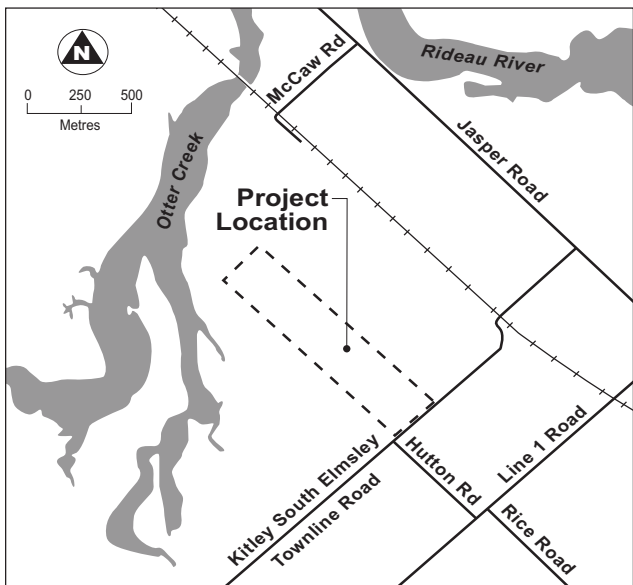 N
0 250 500
Metres
McCaw Rd
Rideau River
Jasper Road
Otter Creek
Project
Location
Kitley South Elmsley
Townline Road
Hutton Rd
Line 1 Road
Rice Road